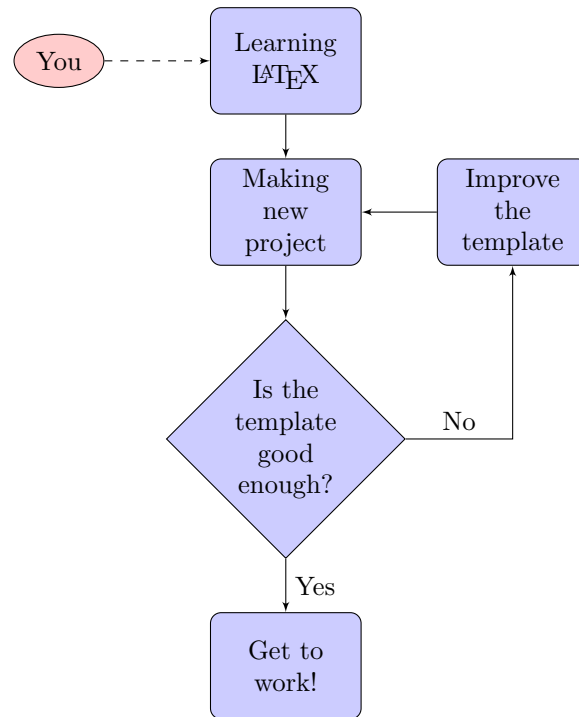 You
Learning
LATEX
Making
new
project
Improve
the
template
Is the
template
good
enough?
No
Yes
Get to
work!